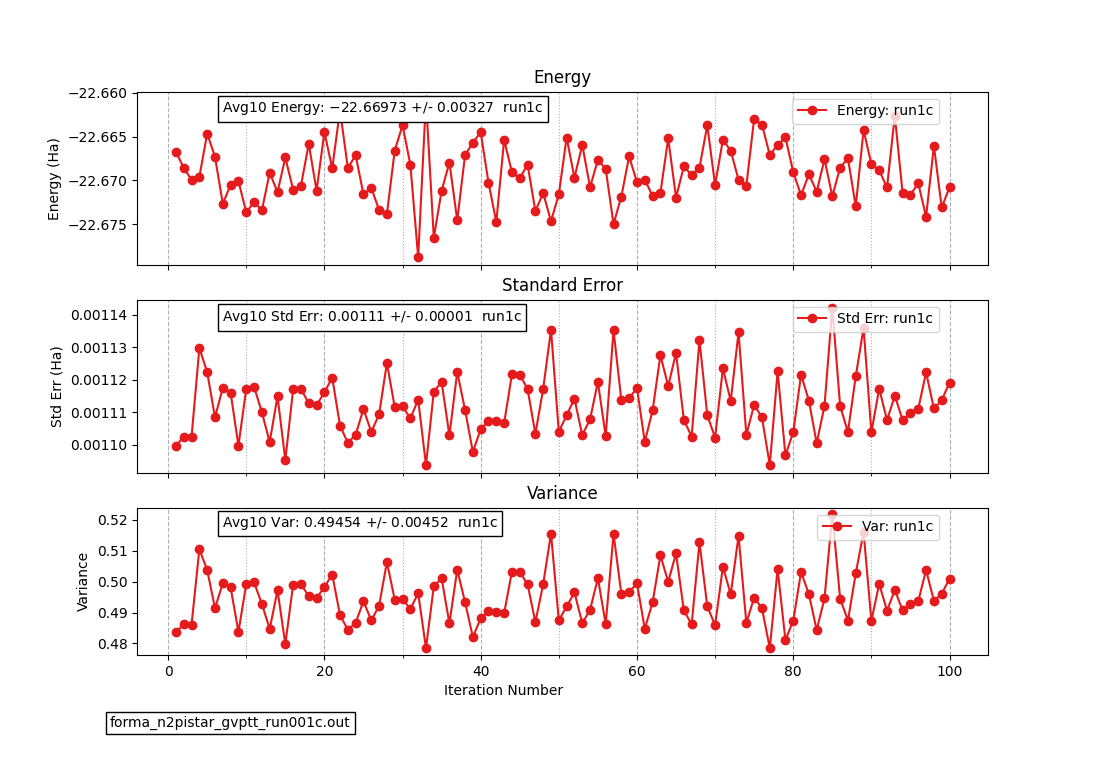 Energy
Avg10 Energy: −22.66973 +/- 0.00327 run1c
Energy: run1c
−22.660
−22.665
−22.670
−22.675
Energy (Ha)
Standard Error
Avg10 Std Err: 0.00111 +/- 0.00001 run1c
Std Err: run1c
0.00114
0.00113
0.00112
0.00111
0.00110
Std Err (Ha)
Variance
Avg10 Var: 0.49454 +/- 0.00452 run1c
Var: run1c
0.52
0.51
0.50
0.49
0.48
Variance
0 20 40 60 80 100
Iteration Number
forma_n2pistar_gvptt_run001c.out